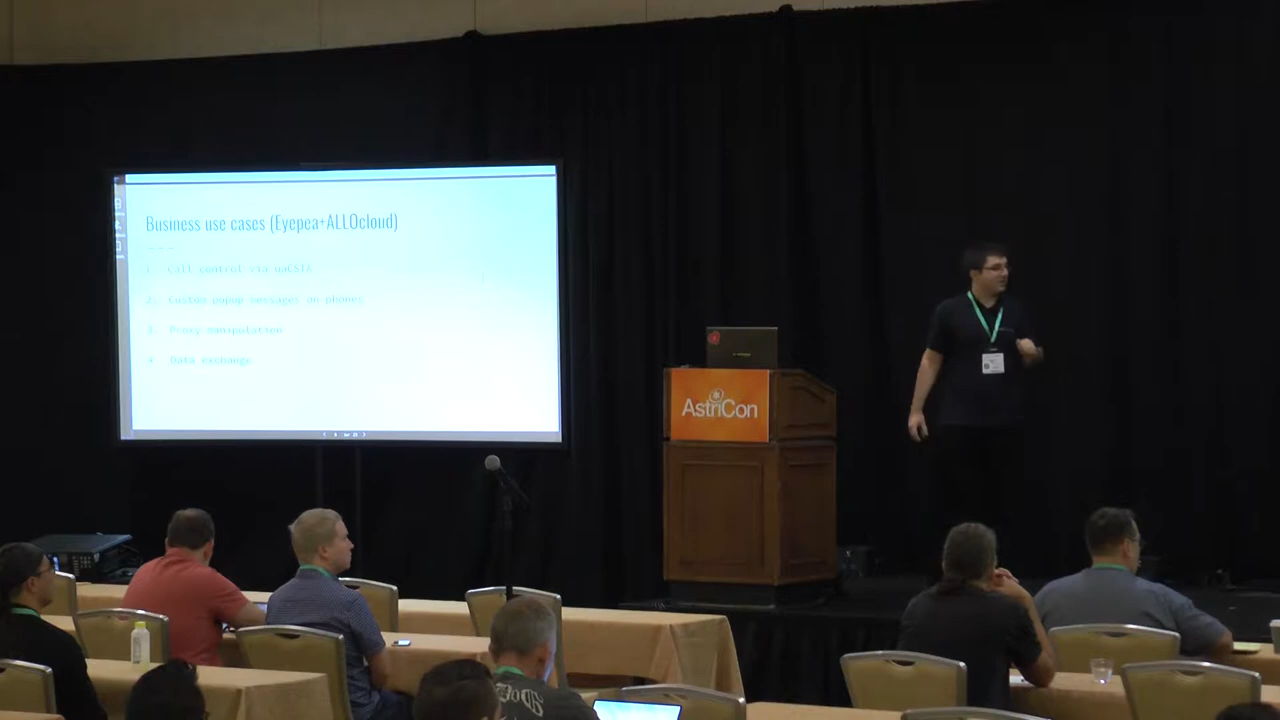 Business use cases (Eyepea+ALLOcloud)
1. Call control via uaCSTA
2. Custom popup messages on phones
3. Proxy manipulation
4. Data exchange
AstriCon